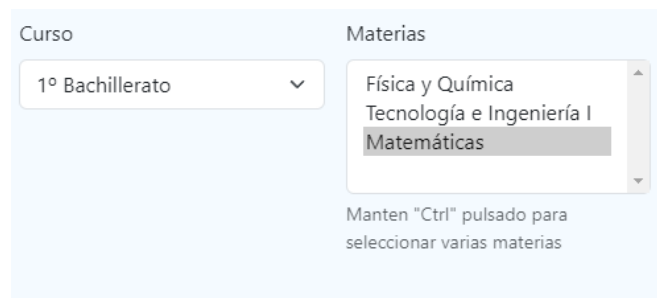 Curso
1º Bachillerato
Materias
Física y Química
Tecnología e Ingeniería I
Matemáticas
Manten "Ctrl" pulsado para
seleccionar varias materias